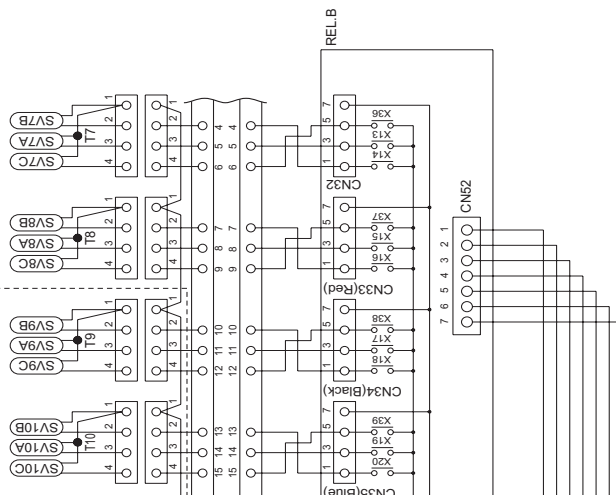 REL.B
SV7B
SV7A
SV7C
T7
1
2
3
4
1
2
3
4
4
5
6
4
5
6
7
5
3
1
X36
X13
X14
CN32
SV8B
SV8A
SV8C
T8
1
2
3
4
1
2
3
4
7
8
9
7
8
9
7
5
3
1
X37
X15
X16
CN33(Red)
CN52
1
2
3
4
5
6
7
SV9B
SV9A
SV9C
T9
1
2
3
4
1
2
3
4
10
11
12
10
11
12
7
5
3
1
X38
X17
X18
CN34(Black)
SV10B
SV10A
SV10C
T10
1
2
3
4
1
2
3
4
13
14
15
13
14
15
7
5
3
1
X39
X19
X20
CN35(Blue)